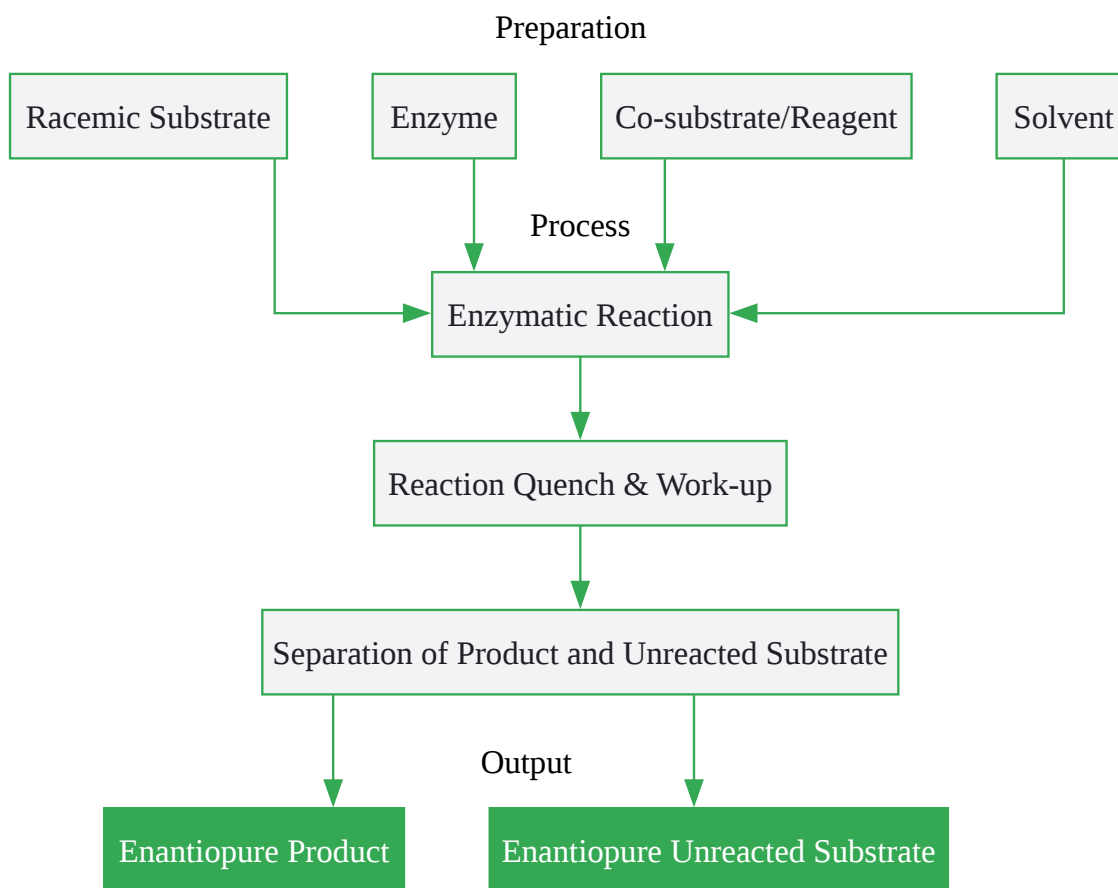 Preparation
Racemic Substrate
Enzyme
Co-substrate/Reagent
Solvent
Process
Enzymatic Reaction
Reaction Quench & Work-up
Separation of Product and Unreacted Substrate
Output
Enantiopure Product
Enantiopure Unreacted Substrate